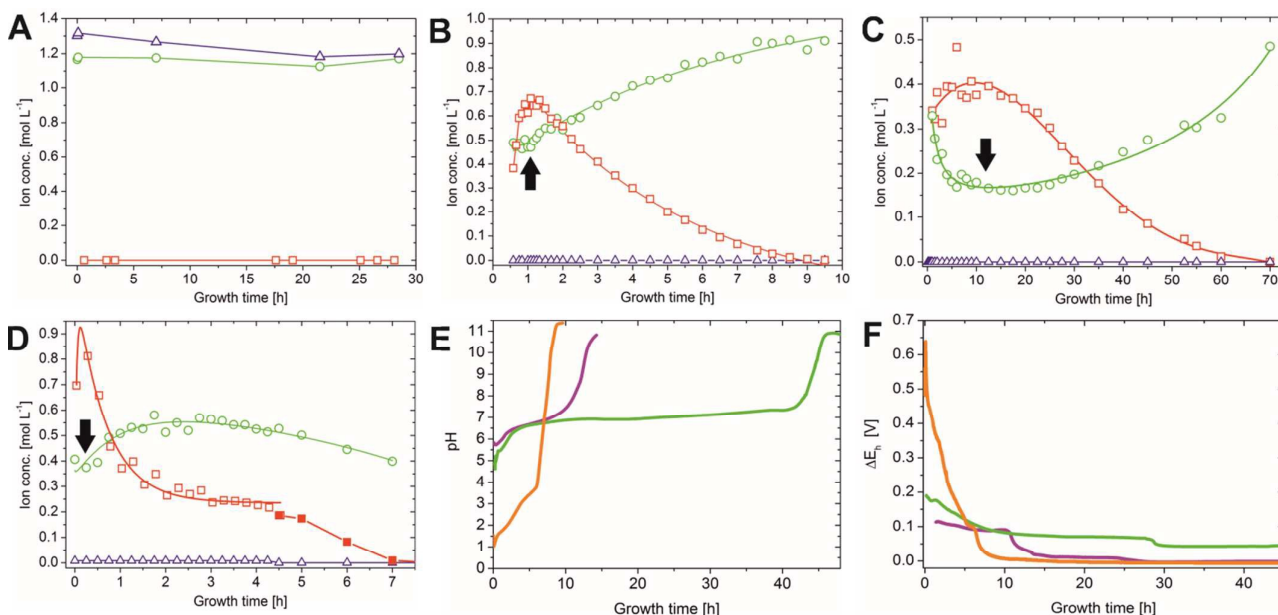 A
Ion conc. [mol L⁻¹]
1.4
1.2
1.0
0.8
0.6
0.4
0.2
0.0
0 5 10 15 20 25 30
Growth time [h]
B
Ion conc. [mol L⁻¹]
1.0
0.9
0.8
0.7
0.6
0.5
0.4
0.3
0.2
0.1
0.0
0 1 2 3 4 5 6 7 8 9 10
Growth time [h]
C
Ion conc. [mol L⁻¹]
0.5
0.4
0.3
0.2
0.1
0.0
0 10 20 30 40 50 60 70
Growth time [h]
D
Ion conc. [mol L⁻¹]
0.9
0.8
0.7
0.6
0.5
0.4
0.3
0.2
0.1
0.0
0 1 2 3 4 5 6 7
Growth time [h]
E
pH
11
10
9
8
7
6
5
4
3
2
1
0
0 10 20 30 40
Growth time [h]
F
ΔEₕ [V]
0.7
0.6
0.5
0.4
0.3
0.2
0.1
0.0
0 10 20 30 40
Growth time [h]